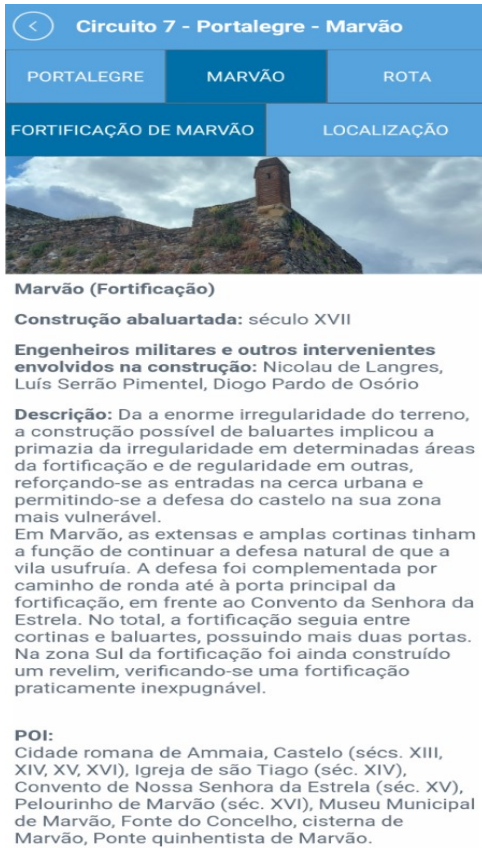 Circuito 7 - Portalegre - Marvão
PORTALEGRE MARVÃO ROTA
FORTIFICAÇÃO DE MARVÃO LOCALIZAÇÃO
Marvão (Fortificação)
Construção abaluartada: século XVII
Engenheiros militares e outros intervenientes
envolvidos na construção: Nicolau de Langres,
Luís Serrão Pimentel, Diogo Pardo de Osório
Descrição: Da a enorme irregularidade do terreno,
a construção possível de baluartes implicou a
primazia da irregularidade em determinadas áreas
da fortificação e de regularidade em outras,
reforçando-se as entradas na cerca urbana e
permitindo-se a defesa do castelo na sua zona
mais vulnerável.
Em Marvão, as extensas e amplas cortinas tinham
a função de continuar a defesa natural de que a
vila usufruía. A defesa foi complementada por
caminho de ronda até à porta principal da
fortificação, em frente ao Convento da Senhora da
Estrela. No total, a fortificação seguia entre
cortinas e baluartes, possuindo mais duas portas.
Na zona Sul da fortificação foi ainda construído
um revelim, verificando-se uma fortificação
praticamente inexpugnável.
POI:
Cidade romana de Ammaia, Castelo (sécs. XIII,
XIV, XV, XVI), Igreja de são Tiago (séc. XIV),
Convento de Nossa Senhora da Estrela (séc. XV),
Pelourinho de Marvão (séc. XVI), Museu Municipal
de Marvão, Fonte do Concelho, cisterna de
Marvão, Ponte quinhentista de Marvão.